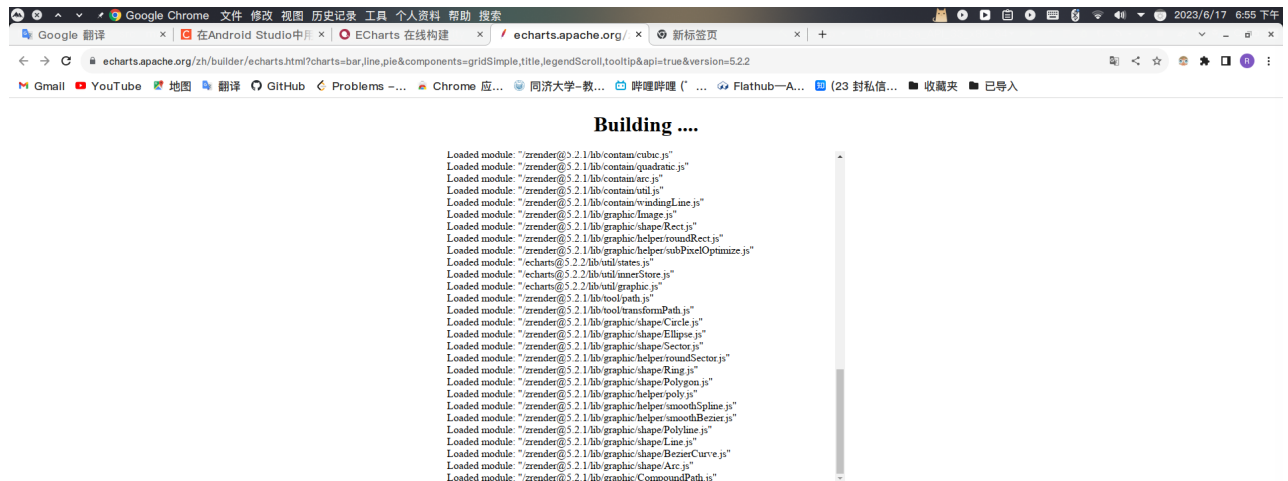 Google Chrome 文件 修改 视图 历史记录 工具 个人资料 帮助 搜索 2023/6/17 6:55 下午
Google 翻译 在Android Studio中 ECharts 在线构建 echarts.apache.org/ 新标签页
echarts.apache.org/zh/builder/echarts.html?charts=bar,line,pie&components=gridSimple,title,legendScroll,tooltip&api=true&version=5.2.2
Gmail YouTube 地图 翻译 GitHub Problems –... Chrome 应... 同济大学–教... 哔哩哔哩 (゜... Flathub—A... (23 封私信... 收藏夹 已导入
Building ....
Loaded module: "/zrender@5.2.1/lib/contain/cubic.js"
Loaded module: "/zrender@5.2.1/lib/contain/quadratic.js"
Loaded module: "/zrender@5.2.1/lib/contain/arc.js"
Loaded module: "/zrender@5.2.1/lib/contain/util.js"
Loaded module: "/zrender@5.2.1/lib/contain/windingLine.js"
Loaded module: "/zrender@5.2.1/lib/graphic/Image.js"
Loaded module: "/zrender@5.2.1/lib/graphic/shape/Rect.js"
Loaded module: "/zrender@5.2.1/lib/graphic/helper/roundRect.js"
Loaded module: "/zrender@5.2.1/lib/graphic/helper/subPixelOptimize.js"
Loaded module: "/echarts@5.2.2/lib/util/states.js"
Loaded module: "/echarts@5.2.2/lib/util/innerStore.js"
Loaded module: "/echarts@5.2.2/lib/util/graphic.js"
Loaded module: "/zrender@5.2.1/lib/tool/path.js"
Loaded module: "/zrender@5.2.1/lib/tool/transformPath.js"
Loaded module: "/zrender@5.2.1/lib/graphic/shape/Circle.js"
Loaded module: "/zrender@5.2.1/lib/graphic/shape/Ellipse.js"
Loaded module: "/zrender@5.2.1/lib/graphic/shape/Sector.js"
Loaded module: "/zrender@5.2.1/lib/graphic/helper/roundSector.js"
Loaded module: "/zrender@5.2.1/lib/graphic/shape/Ring.js"
Loaded module: "/zrender@5.2.1/lib/graphic/shape/Polygon.js"
Loaded module: "/zrender@5.2.1/lib/graphic/helper/poly.js"
Loaded module: "/zrender@5.2.1/lib/graphic/helper/smoothSpline.js"
Loaded module: "/zrender@5.2.1/lib/graphic/helper/smoothBezier.js"
Loaded module: "/zrender@5.2.1/lib/graphic/shape/Polyline.js"
Loaded module: "/zrender@5.2.1/lib/graphic/shape/Line.js"
Loaded module: "/zrender@5.2.1/lib/graphic/shape/BezierCurve.js"
Loaded module: "/zrender@5.2.1/lib/graphic/shape/Arc.js"
Loaded module: "/zrender@5.2.1/lib/graphic/CompoundPath.js"